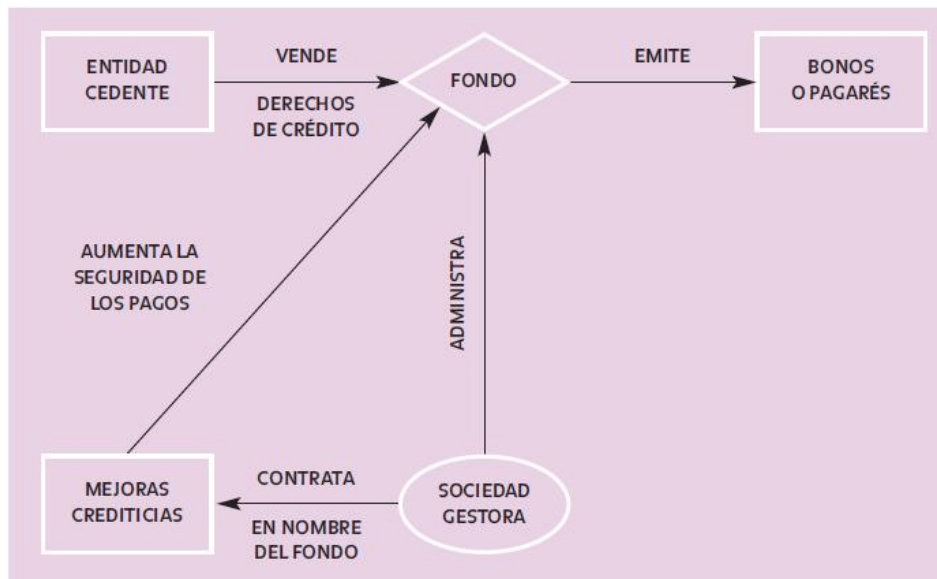 ENTIDAD
CEDENTE
VENDE
DERECHOS
DE CRÉDITO
FONDO
EMITE
BONOS
O PAGARÉS
AUMENTA LA
SEGURIDAD DE
LOS PAGOS
ADMINISTRA
MEJORAS
CREDITICIAS
CONTRATA
EN NOMBRE
DEL FONDO
SOCIEDAD
GESTORA